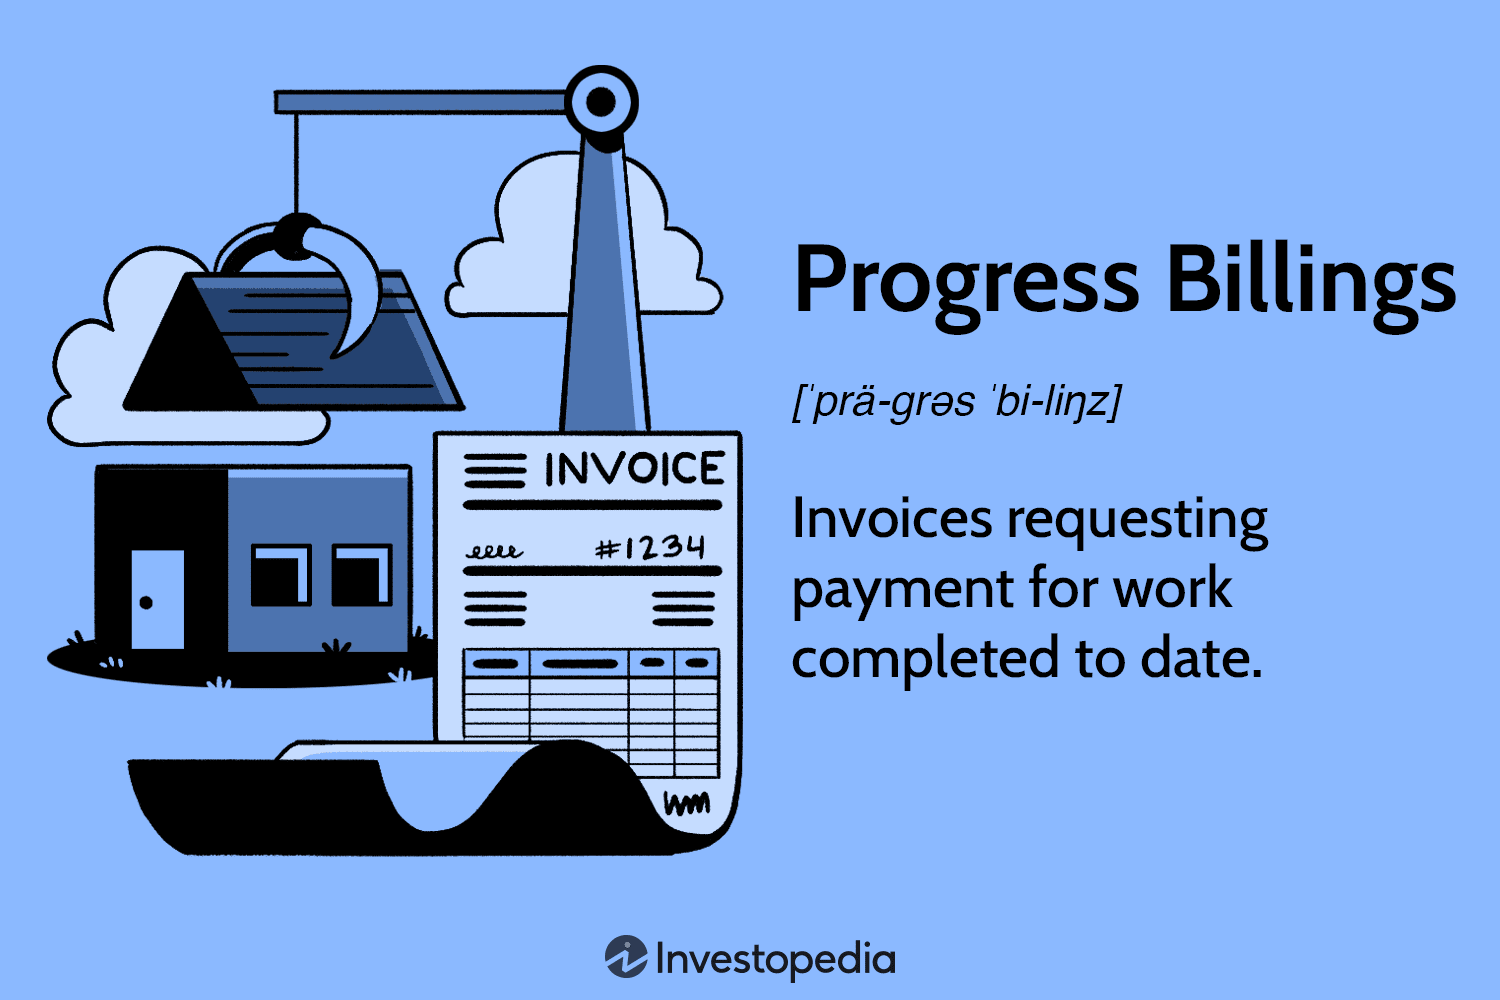 INVOICE
#1234
Progress Billings
[ˈprä-grəs ˈbi-liŋz]
Invoices requesting
payment for work
completed to date.
Investopedia